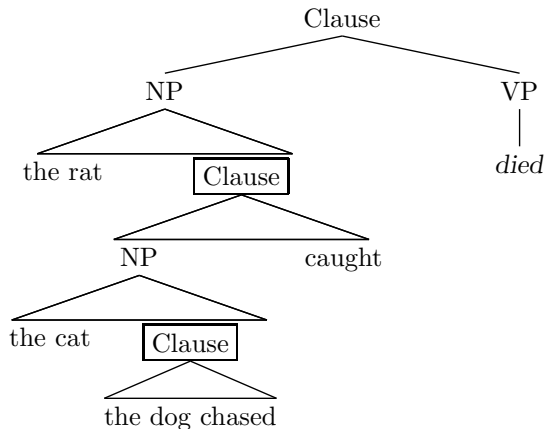 Clause
NP VP
the rat Clause died
NP caught
the cat Clause
the dog chased